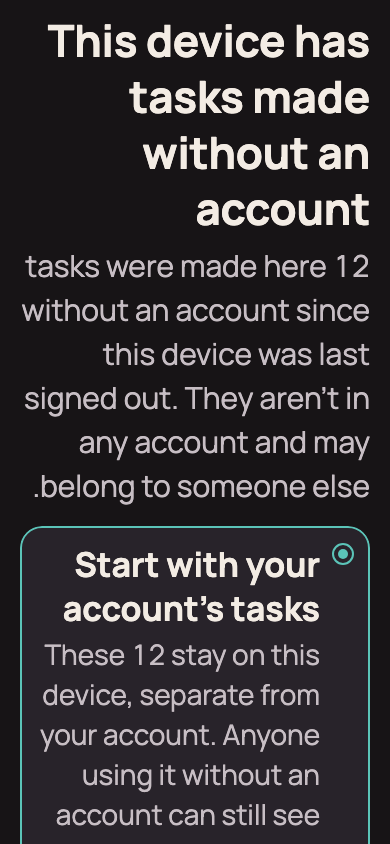 This device has
tasks made
without an
account
tasks were made here 12
without an account since
this device was last
signed out. They aren’t in
any account and may
.belong to someone else
Start with your
account’s tasks
These 12 stay on this
device, separate from
your account. Anyone
using it without an
account can still see